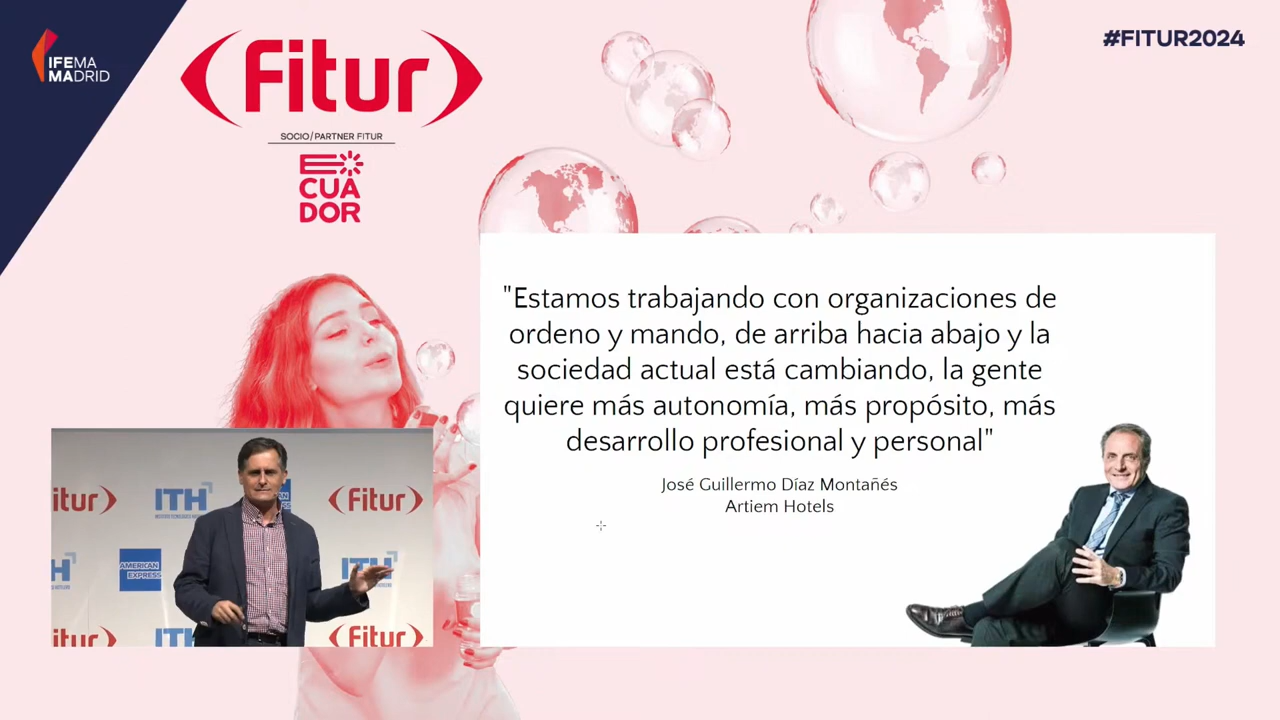 IFEMA
MADRID
Fitur
SOCIO/PARTNER FITUR
ECUADOR
#FITUR2024
"Estamos trabajando con organizaciones de
ordeno y mando, de arriba hacia abajo y la
sociedad actual está cambiando, la gente
quiere más autonomía, más propósito, más
desarrollo profesional y personal"
José Guillermo Díaz Montañés
Artiem Hotels
itur
ITH
Fitur
AMERICAN
EXPRESS
H
ITH
itur
ITH
Fitur